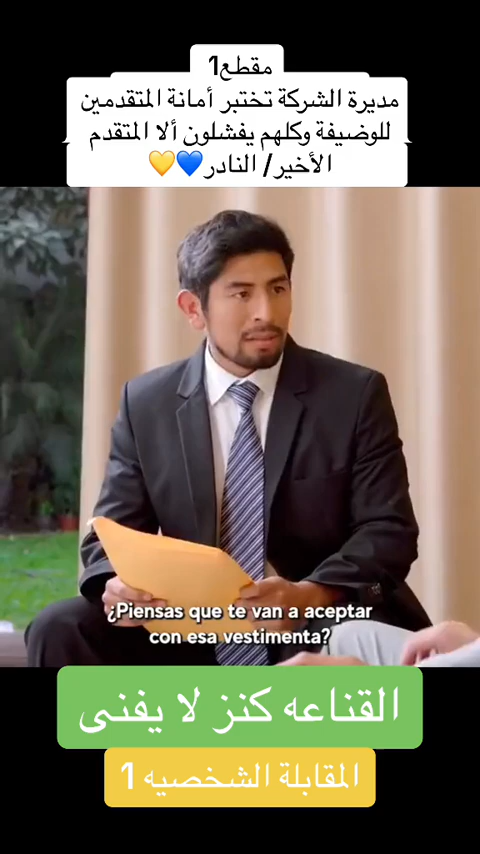 مقطع1
مديرة الشركة تختبر أمانة المتقدمين
للوضيفة وكلهم يفشلون ألا المتقدم
الأخير/ النادر💙💛
¿Piensas que te van a aceptar
con esa vestimenta?
القناعه كنز لا يفنى
المقابلة الشخصيه 1